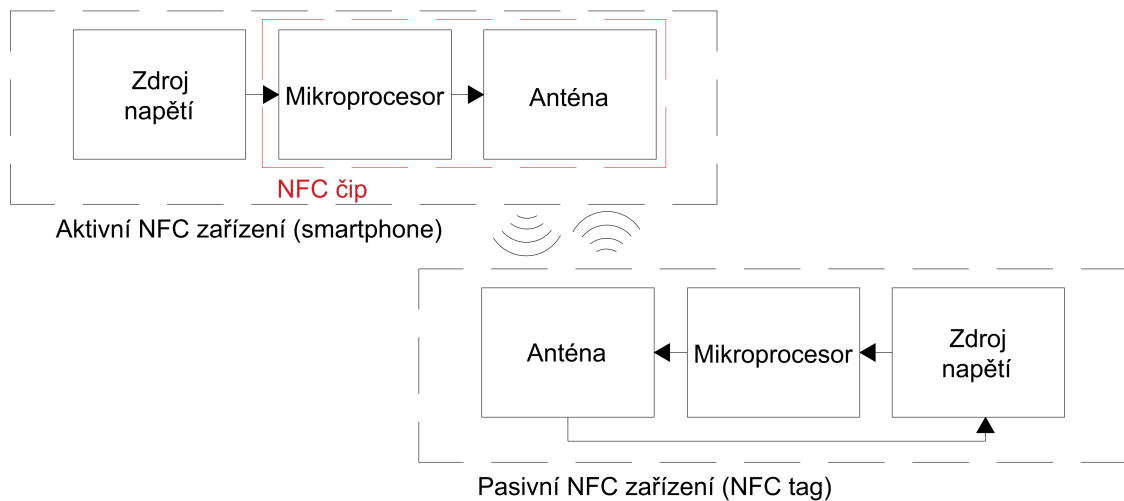 Zdroj
napětí
Mikroprocesor
Anténa
NFC čip
Aktivní NFC zařízení (smartphone)
Anténa
Mikroprocesor
Zdroj
napětí
Pasivní NFC zařízení (NFC tag)